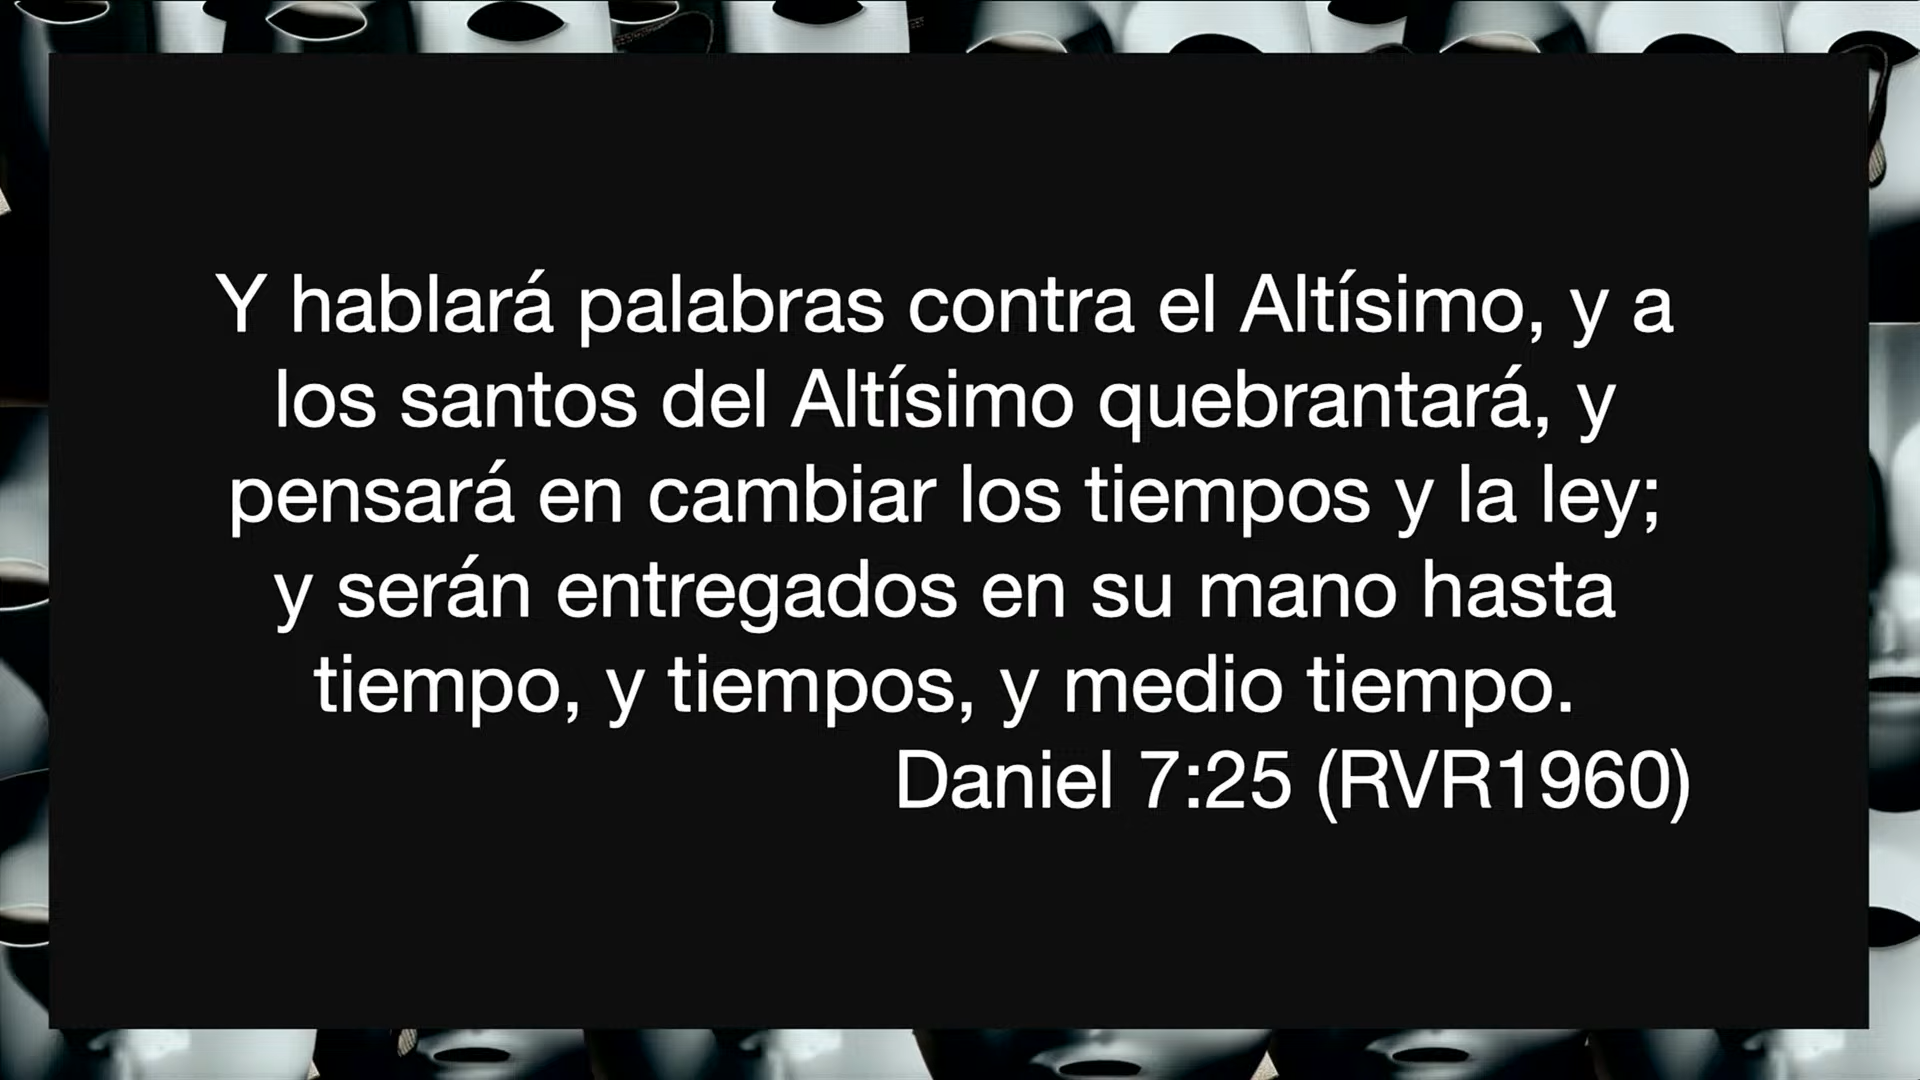 Y hablará palabras contra el Altísimo, y a
los santos del Altísimo quebrantará, y
pensará en cambiar los tiempos y la ley;
y serán entregados en su mano hasta
tiempo, y tiempos, y medio tiempo.
Daniel 7:25 (RVR1960)